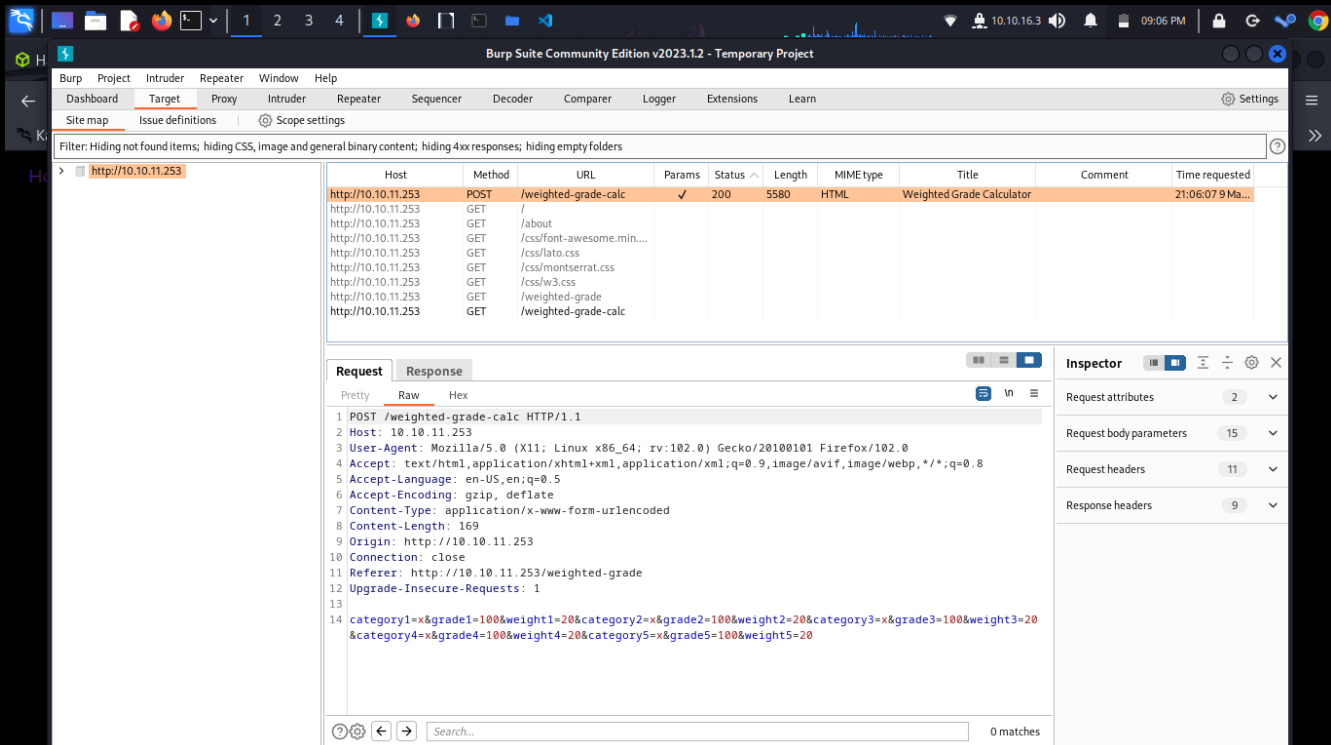 1 2 3 4 10.10.16.3 09:06 PM
Burp Suite Community Edition v2023.1.2 - Temporary Project
Burp Project Intruder Repeater Window Help
Dashboard Target Proxy Intruder Repeater Sequencer Decoder Comparer Logger Extensions Learn Settings
Site map Issue definitions Scope settings
Filter: Hiding not found items; hiding CSS, image and general binary content; hiding 4xx responses; hiding empty folders
http://10.10.11.253
Host Method URL Params Status Length MIME type Title Comment Time requested
http://10.10.11.253 POST /weighted-grade-calc ✓ 200 5580 HTML Weighted Grade Calculator 21:06:07 9 Ma...
http://10.10.11.253 GET /
http://10.10.11.253 GET /about
http://10.10.11.253 GET /css/font-awesome.min....
http://10.10.11.253 GET /css/lato.css
http://10.10.11.253 GET /css/montserrat.css
http://10.10.11.253 GET /css/w3.css
http://10.10.11.253 GET /weighted-grade
http://10.10.11.253 GET /weighted-grade-calc
Request Response
Pretty Raw Hex \n
1 POST /weighted-grade-calc HTTP/1.1
2 Host: 10.10.11.253
3 User-Agent: Mozilla/5.0 (X11; Linux x86_64; rv:102.0) Gecko/20100101 Firefox/102.0
4 Accept: text/html,application/xhtml+xml,application/xml;q=0.9,image/avif,image/webp,*/*;q=0.8
5 Accept-Language: en-US,en;q=0.5
6 Accept-Encoding: gzip, deflate
7 Content-Type: application/x-www-form-urlencoded
8 Content-Length: 169
9 Origin: http://10.10.11.253
10 Connection: close
11 Referer: http://10.10.11.253/weighted-grade
12 Upgrade-Insecure-Requests: 1
13
14 category1=x&grade1=100&weight1=20&category2=x&grade2=100&weight2=20&category3=x&grade3=100&weight3=20
&category4=x&grade4=100&weight4=20&category5=x&grade5=100&weight5=20
Search... 0 matches
Inspector
Request attributes 2
Request body parameters 15
Request headers 11
Response headers 9